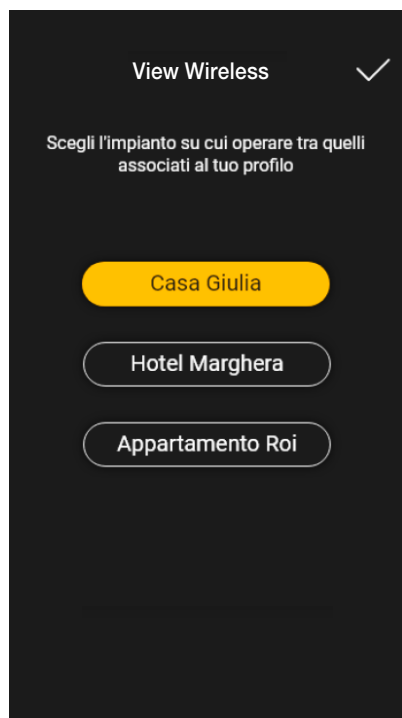 View Wireless
Scegli l'impianto su cui operare tra quelli
associati al tuo profilo
Casa Giulia
Hotel Marghera
Appartamento Roi